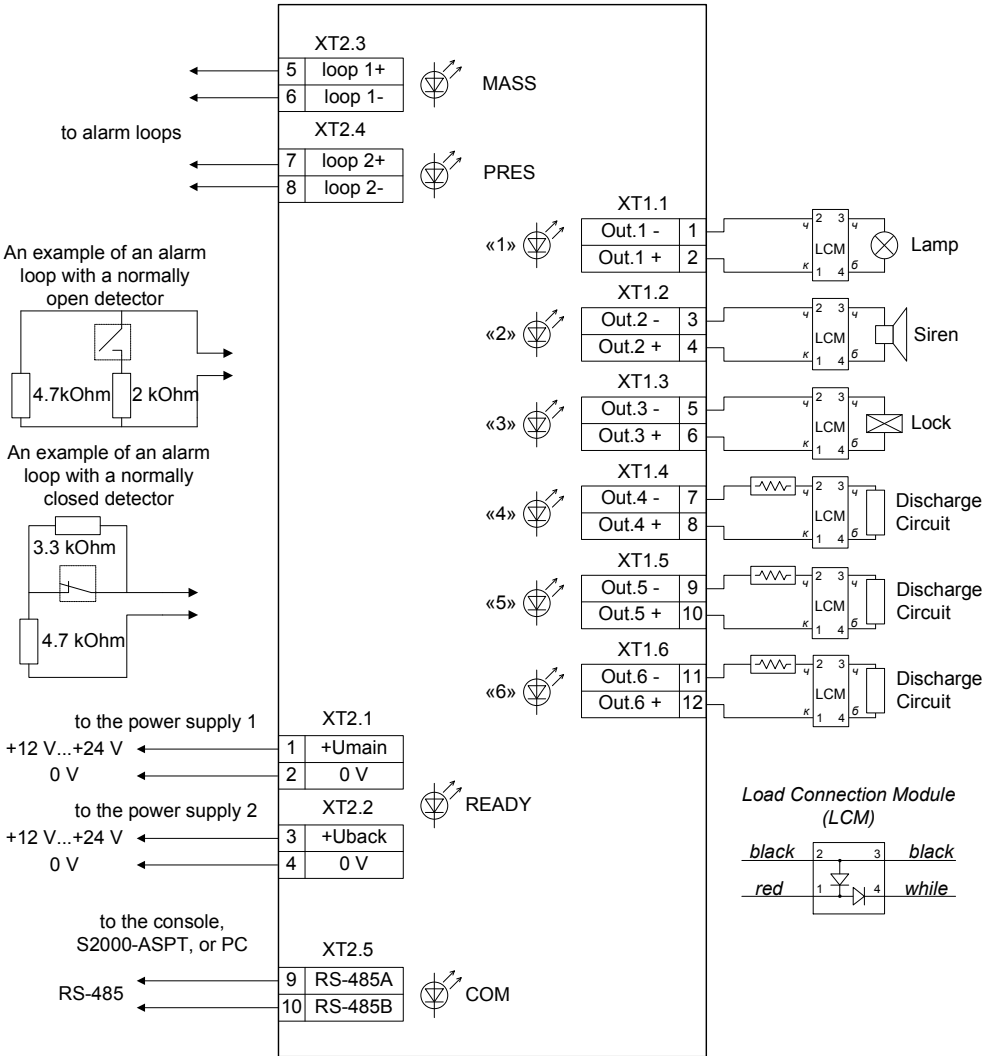 XT2.3
5 loop 1+
6 loop 1-
MASS
to alarm loops
XT2.4
7 loop 2+
8 loop 2-
PRES
An example of an alarm
loop with a normally
open detector
4.7kOhm 2 kOhm
An example of an alarm
loop with a normally
closed detector
3.3 kOhm
4.7 kOhm
XT1.1
«1» Out.1 - 1
Out.1 + 2
ч 2 3 ч
LCM
к 1 4 б
Lamp
XT1.2
«2» Out.2 - 3
Out.2 + 4
ч 2 3 ч
LCM
к 1 4 б
Siren
XT1.3
«3» Out.3 - 5
Out.3 + 6
ч 2 3 ч
LCM
к 1 4 б
Lock
XT1.4
«4» Out.4 - 7
Out.4 + 8
ч 2 3 ч
LCM
к 1 4 б
Discharge
Circuit
XT1.5
«5» Out.5 - 9
Out.5 + 10
ч 2 3 ч
LCM
к 1 4 б
Discharge
Circuit
XT1.6
«6» Out.6 - 11
Out.6 + 12
ч 2 3 ч
LCM
к 1 4 б
Discharge
Circuit
to the power supply 1
XT2.1
+12 V...+24 V 1 +Umain
0 V 2 0 V
READY
to the power supply 2
XT2.2
+12 V...+24 V 3 +Uback
0 V 4 0 V
to the console,
S2000-ASPT, or PC
XT2.5
RS-485
9 RS-485A
10 RS-485B
COM
Load Connection Module
(LCM)
black 2 3 black
red 1 4 while